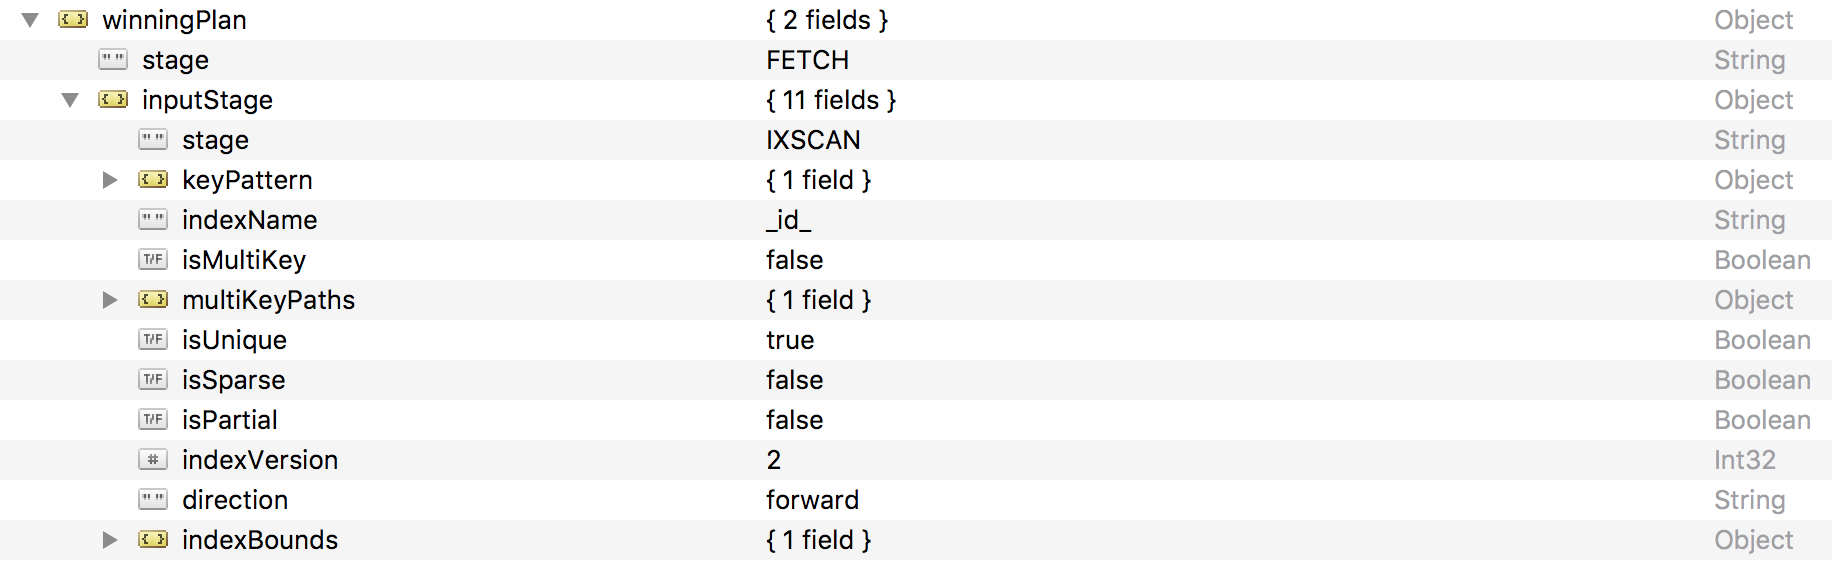 winningPlan { 2 fields } Object
"" stage FETCH String
inputStage { 11 fields } Object
"" stage IXSCAN String
keyPattern { 1 field } Object
"" indexName _id_ String
T/F isMultiKey false Boolean
multiKeyPaths { 1 field } Object
T/F isUnique true Boolean
T/F isSparse false Boolean
T/F isPartial false Boolean
# indexVersion 2 Int32
"" direction forward String
indexBounds { 1 field } Object